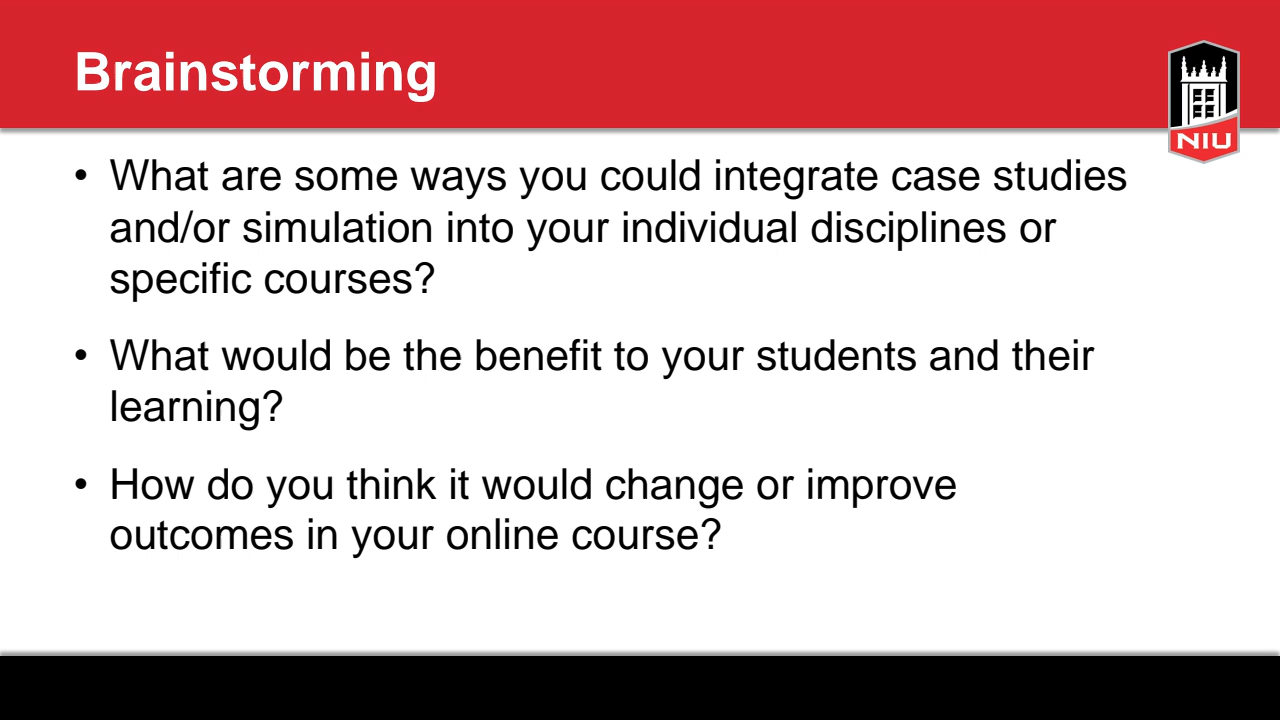 Brainstorming
NIU
• What are some ways you could integrate case studies
and/or simulation into your individual disciplines or
specific courses?
• What would be the benefit to your students and their
learning?
• How do you think it would change or improve
outcomes in your online course?